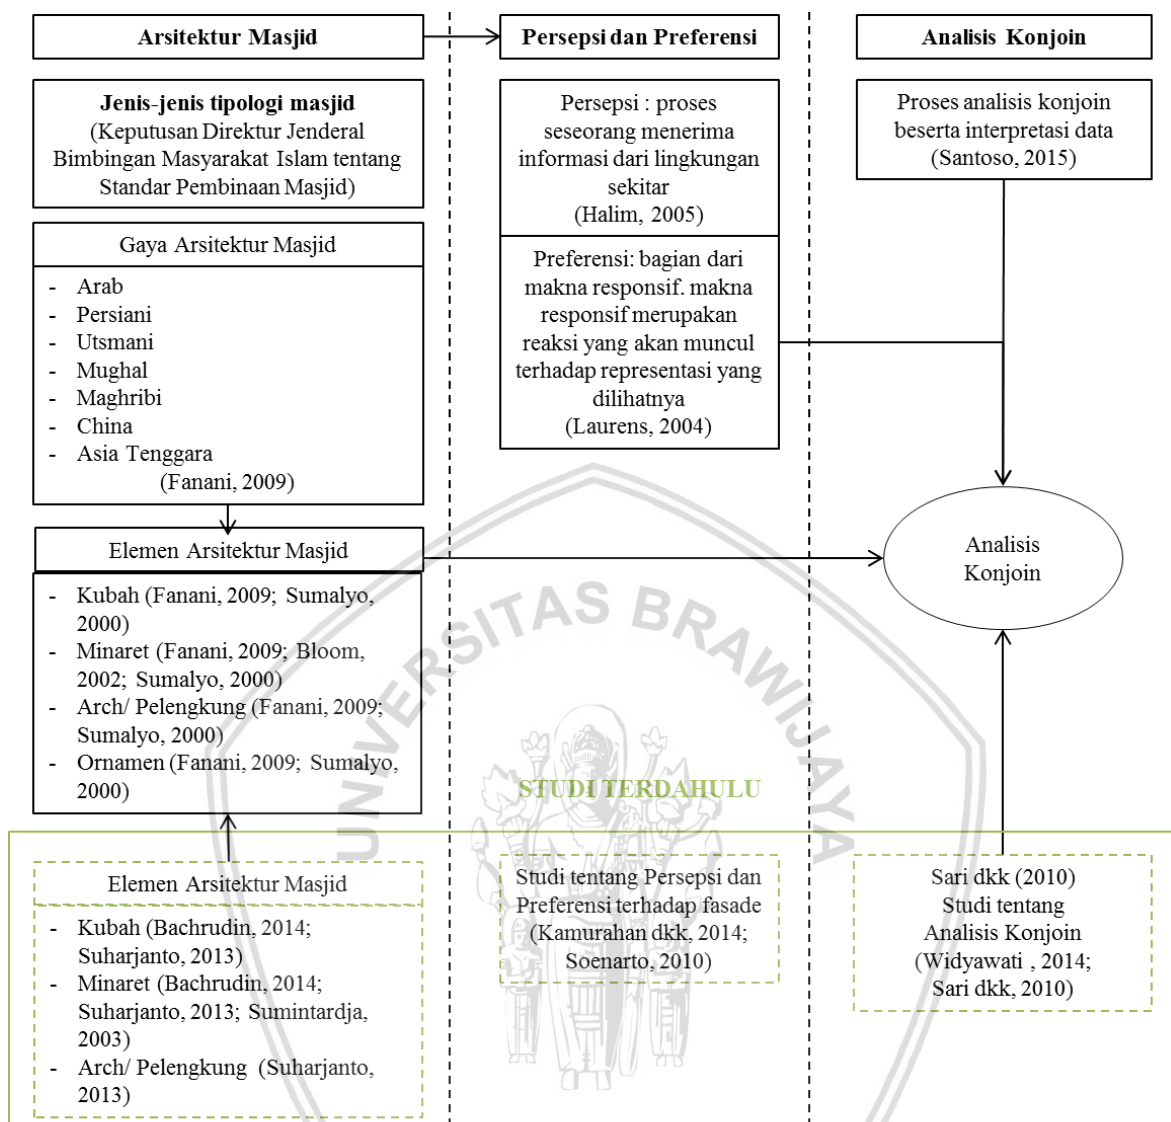 Arsitektur Masjid
Jenis-jenis tipologi masjid
(Keputusan Direktur Jenderal
Bimbingan Masyarakat Islam tentang
Standar Pembinaan Masjid)
Gaya Arsitektur Masjid
- Arab
- Persiani
- Utsmani
- Mughal
- Maghribi
- China
- Asia Tenggara
(Fanani, 2009)
Elemen Arsitektur Masjid
- Kubah (Fanani, 2009; Sumalyo,
2000)
- Minaret (Fanani, 2009; Bloom,
2002; Sumalyo, 2000)
- Arch/ Pelengkung (Fanani, 2009;
Sumalyo, 2000)
- Ornamen (Fanani, 2009; Sumalyo,
2000)
Persepsi dan Preferensi
Persepsi : proses
seseorang menerima
informasi dari lingkungan
sekitar
(Halim, 2005)
Preferensi: bagian dari
makna responsif. makna
responsif merupakan
reaksi yang akan muncul
terhadap representasi yang
dilihatnya
(Laurens, 2004)
Analisis Konjoin
Proses analisis konjoin
beserta interpretasi data
(Santoso, 2015)
Analisis
Konjoin
UNIVERSITAS BRAWIJAYA
STUDI TERDAHULU
Elemen Arsitektur Masjid
- Kubah (Bachrudin, 2014;
Suharjanto, 2013)
- Minaret (Bachrudin, 2014;
Suharjanto, 2013; Sumintardja,
2003)
- Arch/ Pelengkung (Suharjanto,
2013)
Studi tentang Persepsi dan
Preferensi terhadap fasade
(Kamurahan dkk, 2014;
Soenarto, 2010)
Sari dkk (2010)
Studi tentang
Analisis Konjoin
(Widyawati , 2014;
Sari dkk, 2010)